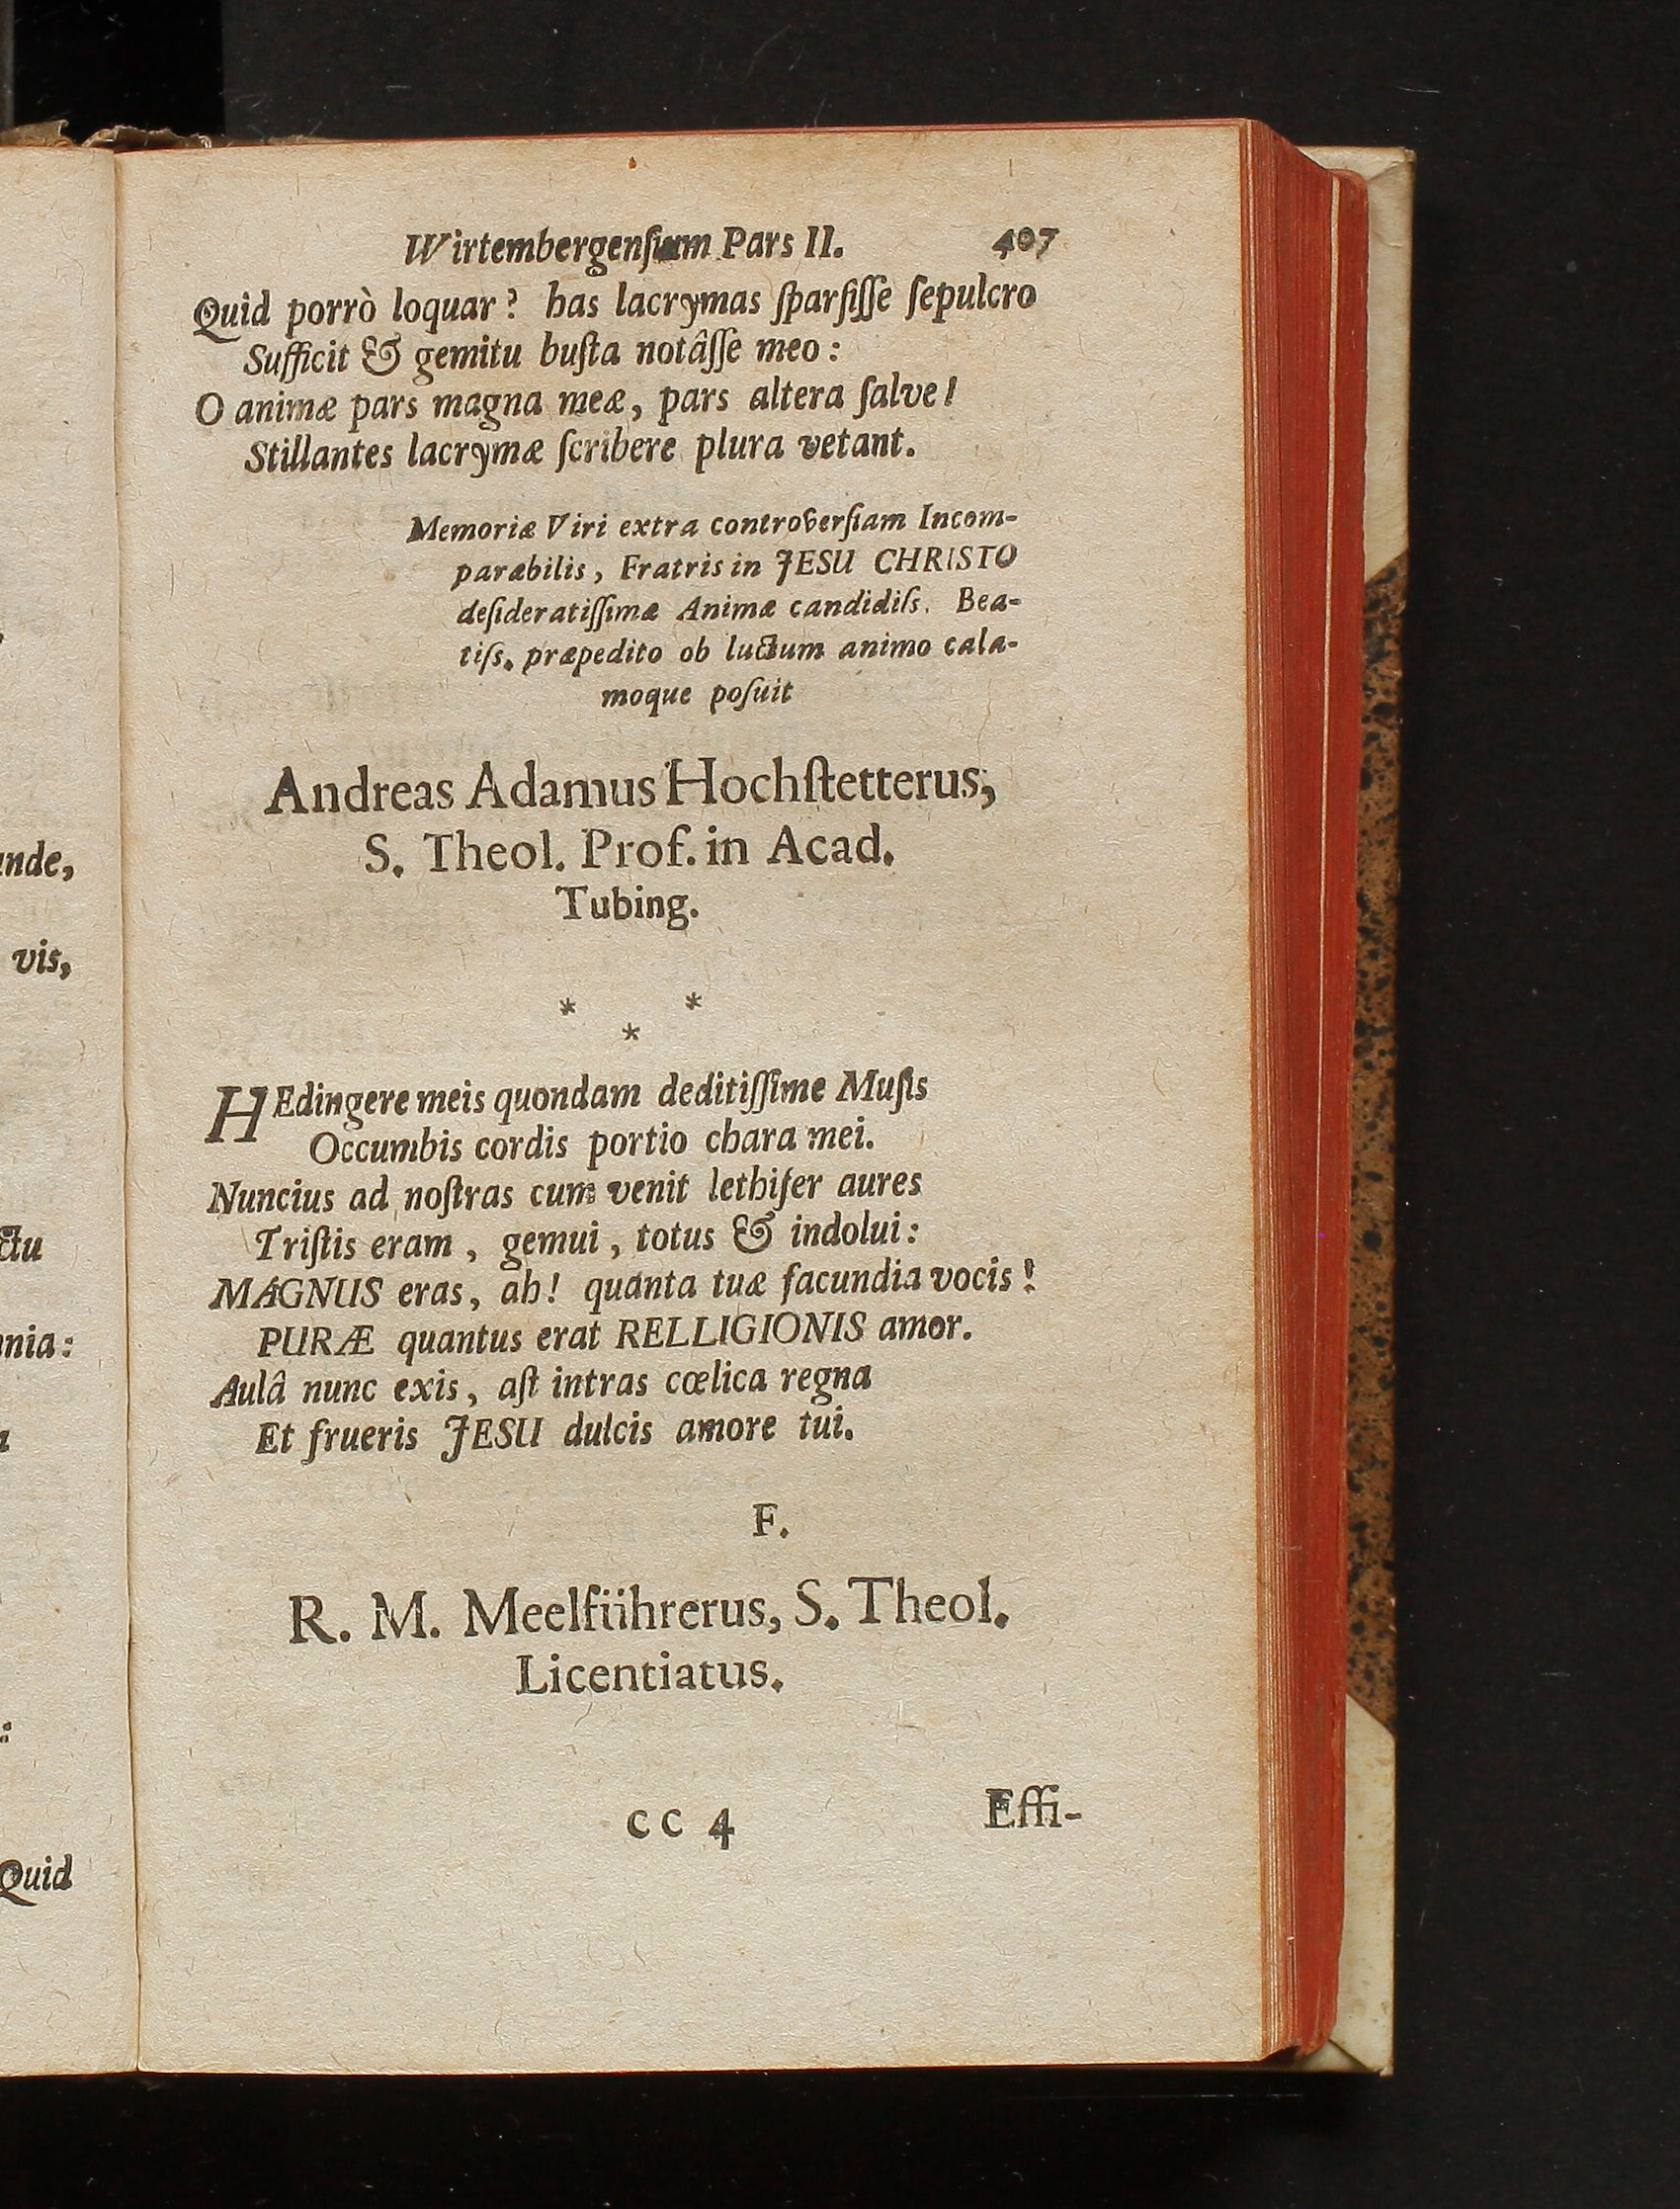 unde,
vis,
ctu
nia:
Quid
Wirtembergenſium Pars II. 407
Quid porrò loquar? has lacrymas ſparſiſſe ſepulcro
Sufficit & gemitu buſta notâſſe meo:
O animæ pars magna meæ, pars altera ſalve!
Stillantes lacrymæ ſcribere plura vetant.
Memoriæ Viri extra controverſiam Incom-
parabilis, Fratris in JESU CHRISTO
deſideratiſſimæ Animæ candidiſs. Bea-
tiſs. præpedito ob luctum animo cala-
moque poſuit
Andreas Adamus Hochſtetterus,
S. Theol. Prof. in Acad.
Tubing.
* *
*
HEdingere meis quondam deditiſſime Muſis
Occumbis cordis portio chara mei.
Nuncius ad noſtras cum venit lethifer aures
Triſtis eram, gemui, totus & indolui:
MAGNUS eras, ah! quanta tuæ facundia vocis!
PURÆ quantus erat RELLIGIONIS amor.
Aulâ nunc exis, aſt intras cœlica regna
Et frueris JESU dulcis amore tui.
F.
R. M. Meelführerus, S. Theol.
Licentiatus.
cc 4 Effi-